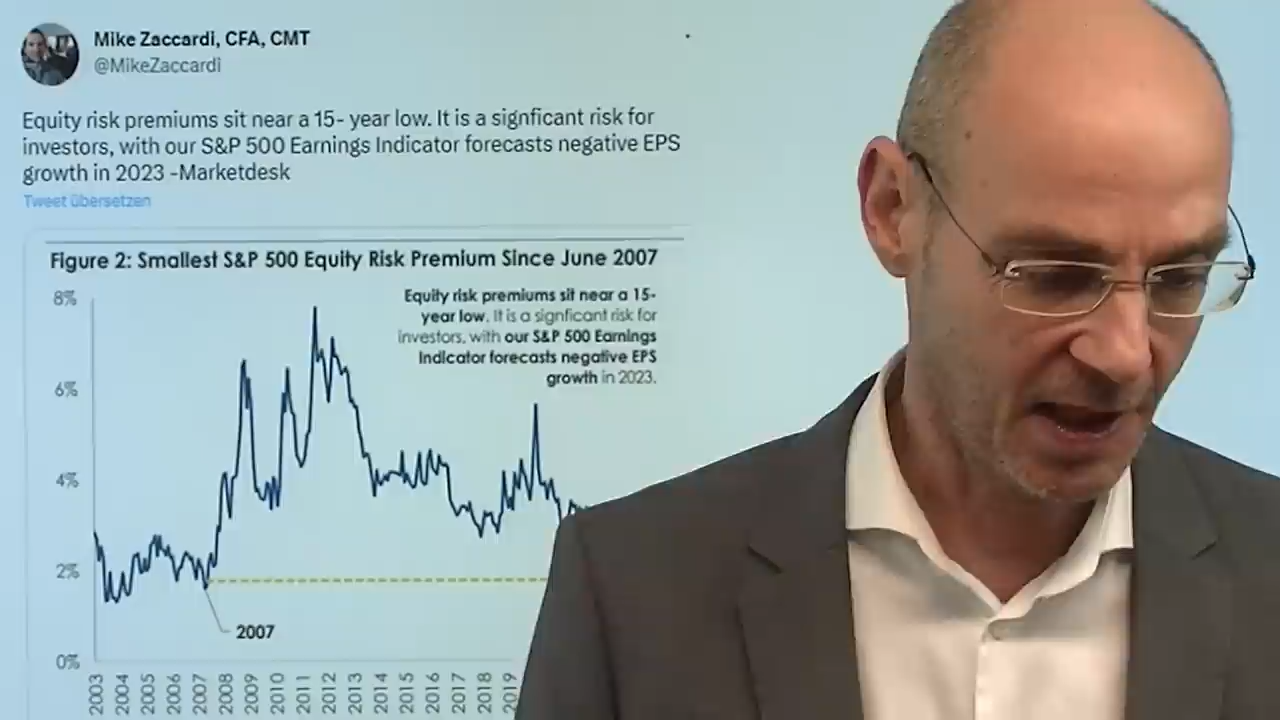 Mike Zaccardi, CFA, CMT
@MikeZaccardi
Equity risk premiums sit near a 15- year low. It is a signficant risk for
investors, with our S&P 500 Earnings Indicator forecasts negative EPS
growth in 2023 -Marketdesk
Tweet übersetzen
Figure 2: Smallest S&P 500 Equity Risk Premium Since June 2007
Equity risk premiums sit near a 15-
year low. It is a signficant risk for
investors, with our S&P 500 Earnings
Indicator forecasts negative EPS
growth in 2023.
8%
6%
4%
2%
0%
2007
2003
2004
2005
2006
2007
2008
2009
2010
2011
2012
2013
2014
2015
2016
2017
2018
2019